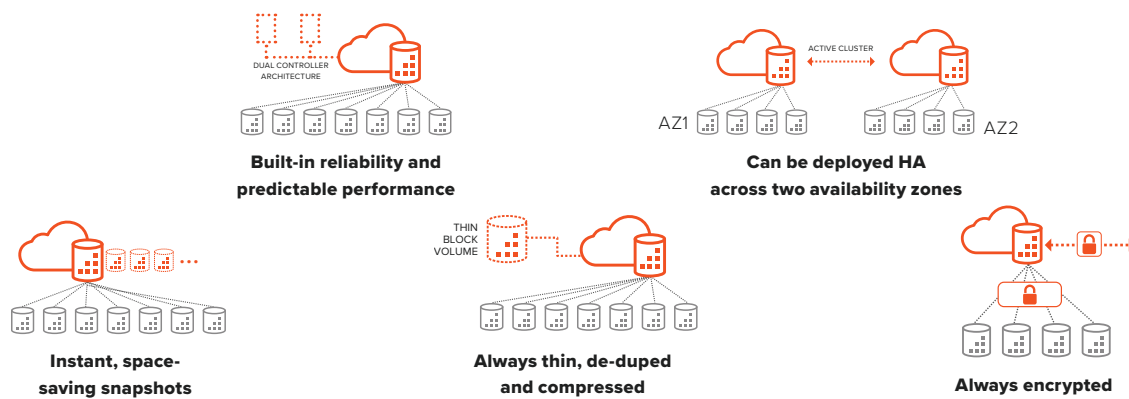 DUAL CONTROLLER
ARCHITECTURE
Built-in reliability and
predictable performance
ACTIVE CLUSTER
AZ1
AZ2
Can be deployed HA
across two availability zones
Instant, space-
saving snapshots
THIN
BLOCK
VOLUME
Always thin, de-duped
and compressed
Always encrypted